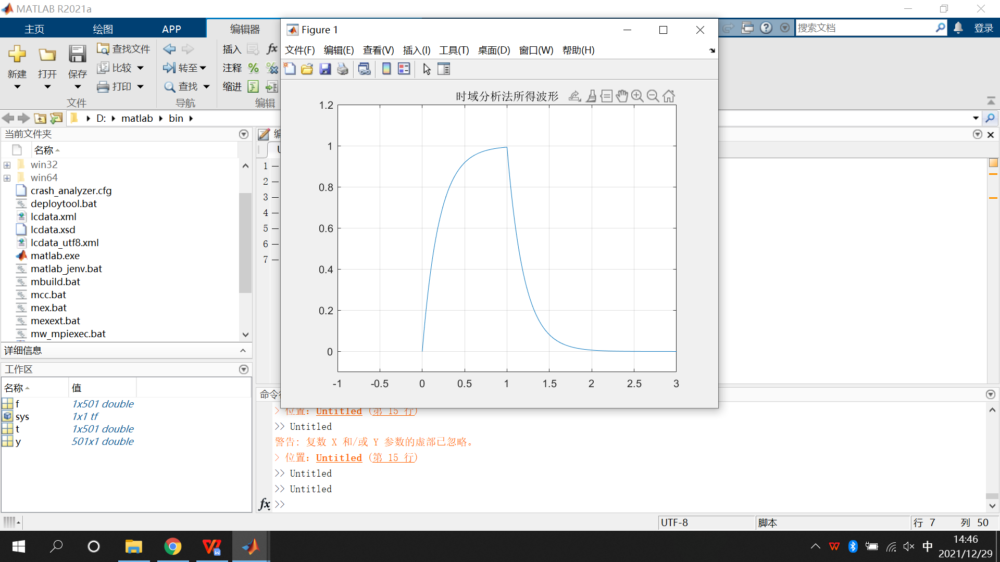 MATLAB R2021a
主页 绘图 APP 编辑器
搜索文档 登录
新建 打开 保存
查找文件
比较
打印
文件
转至
查找
导航
插入 fx
注释
缩进
编辑
D: matlab bin
当前文件夹
名称
win32
win64
crash_analyzer.cfg
deploytool.bat
lcdata.xml
lcdata.xsd
lcdata_utf8.xml
matlab.exe
matlab_jenv.bat
mbuild.bat
mcc.bat
mex.bat
mexext.bat
mw_mpiexec.bat
详细信息
工作区
名称 值
f 1x501 double
sys 1x1 tf
t 1x501 double
y 501x1 double
1
2
3
4
5
6
7
Figure 1
文件(F) 编辑(E) 查看(V) 插入(I) 工具(T) 桌面(D) 窗口(W) 帮助(H)
时域分析法所得波形
1.2
1
0.8
0.6
0.4
0.2
0
-1 -0.5 0 0.5 1 1.5 2 2.5 3
> 位置: Untitled (第 15 行)
>> Untitled
警告: 复数 X 和/或 Y 参数的虚部已忽略。
> 位置: Untitled (第 15 行)
>> Untitled
>> Untitled
fx >>
UTF-8 脚本 行 7 列 50
中
14:46
2021/12/29